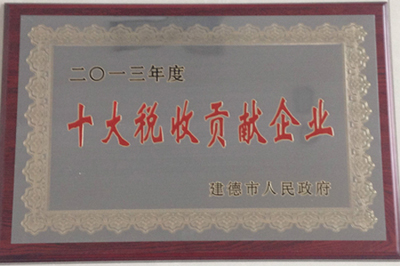 二〇一三年度
十大税收贡献企业
建德市人民政府